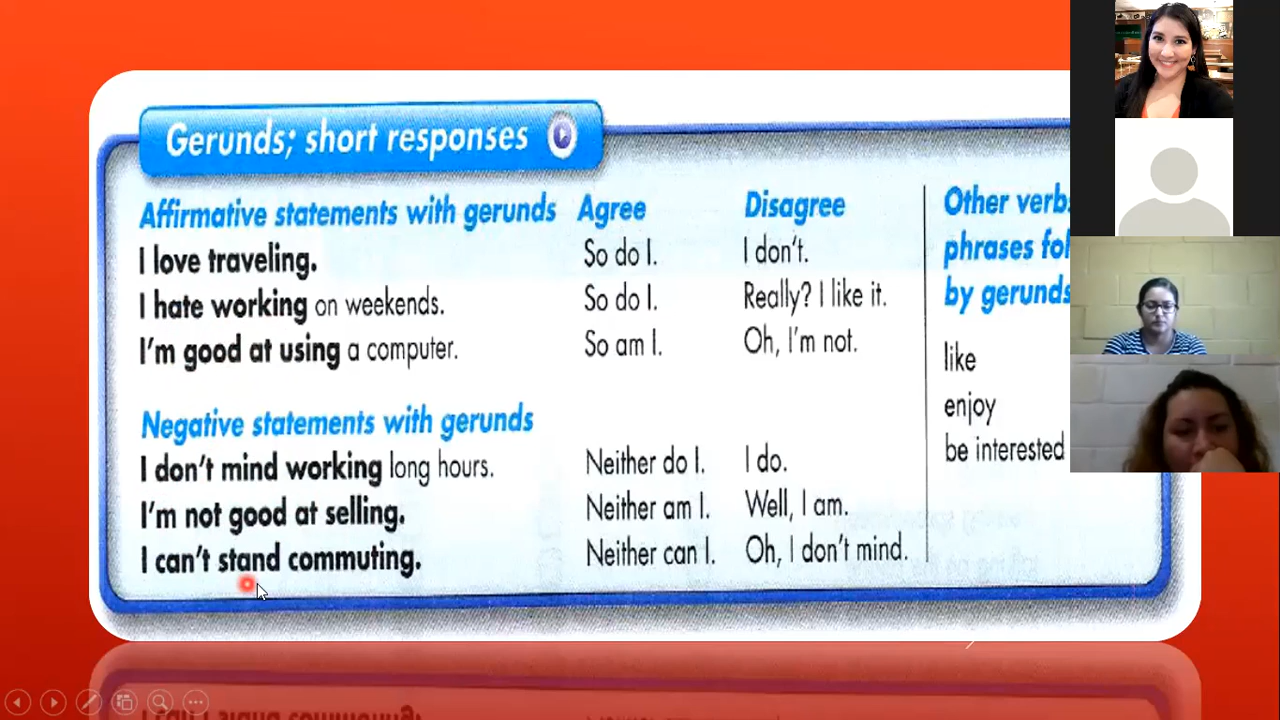 Gerunds; short responses
Affirmative statements with gerunds Agree Disagree
I love traveling. So do I. I don't.
I hate working on weekends. So do I. Really? I like it.
I'm good at using a computer. So am I. Oh, I'm not.
Negative statements with gerunds
I don't mind working long hours. Neither do I. I do.
I'm not good at selling. Neither am I. Well, I am.
I can't stand commuting. Neither can I. Oh, I don't mind.
Other
by gerunds
like
enjoy
be interested